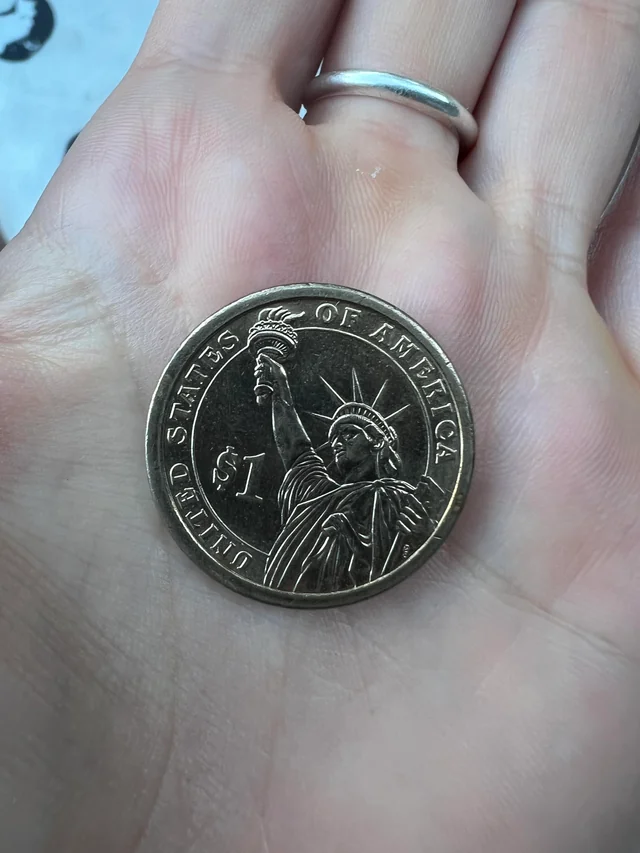 UNITED STATES OF AMERICA
$1